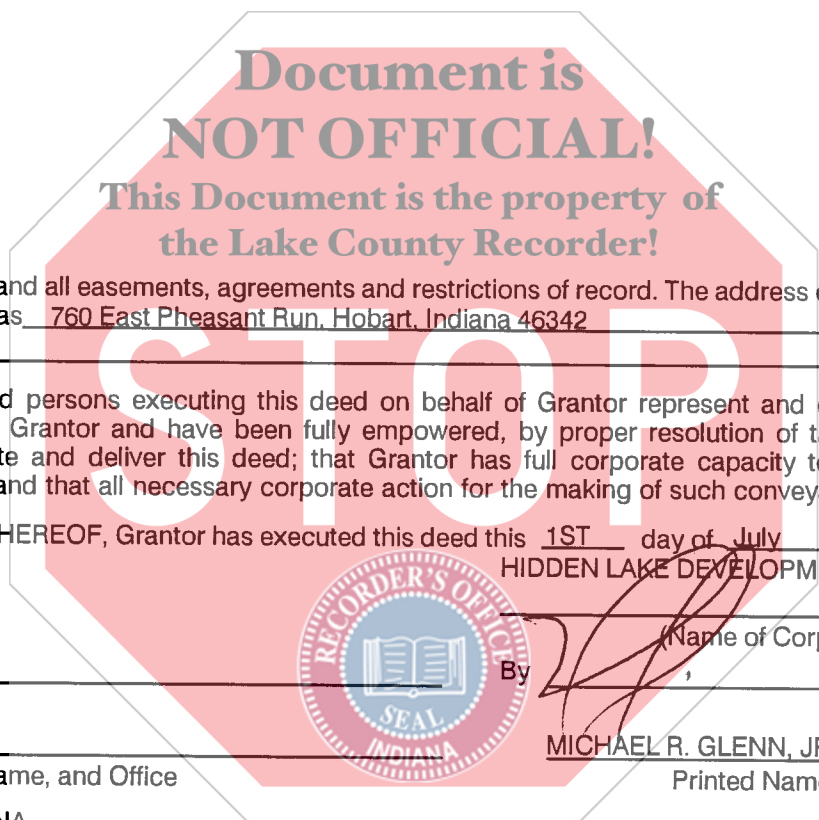 Document is
NOT OFFICIAL!
This Document is the property of
the Lake County Recorder!
and all easements, agreements and restrictions of record. The address
as 760 East Pheasant Run, Hobart, Indiana 46342
STOP
d persons executing this deed on behalf of Grantor represent and
Grantor and have been fully empowered, by proper resolution of t
te and deliver this deed; that Grantor has full corporate capacity t
and that all necessary corporate action for the making of such convey
HEREOF, Grantor has executed this deed this 1ST day of July
HIDDEN LAKE DEVELOPM
(Name of Corp
By
RECORDER'S OFFICE
SEAL
INDIANA
MICHAEL R. GLENN, JR
ame, and Office
Printed Name
NA